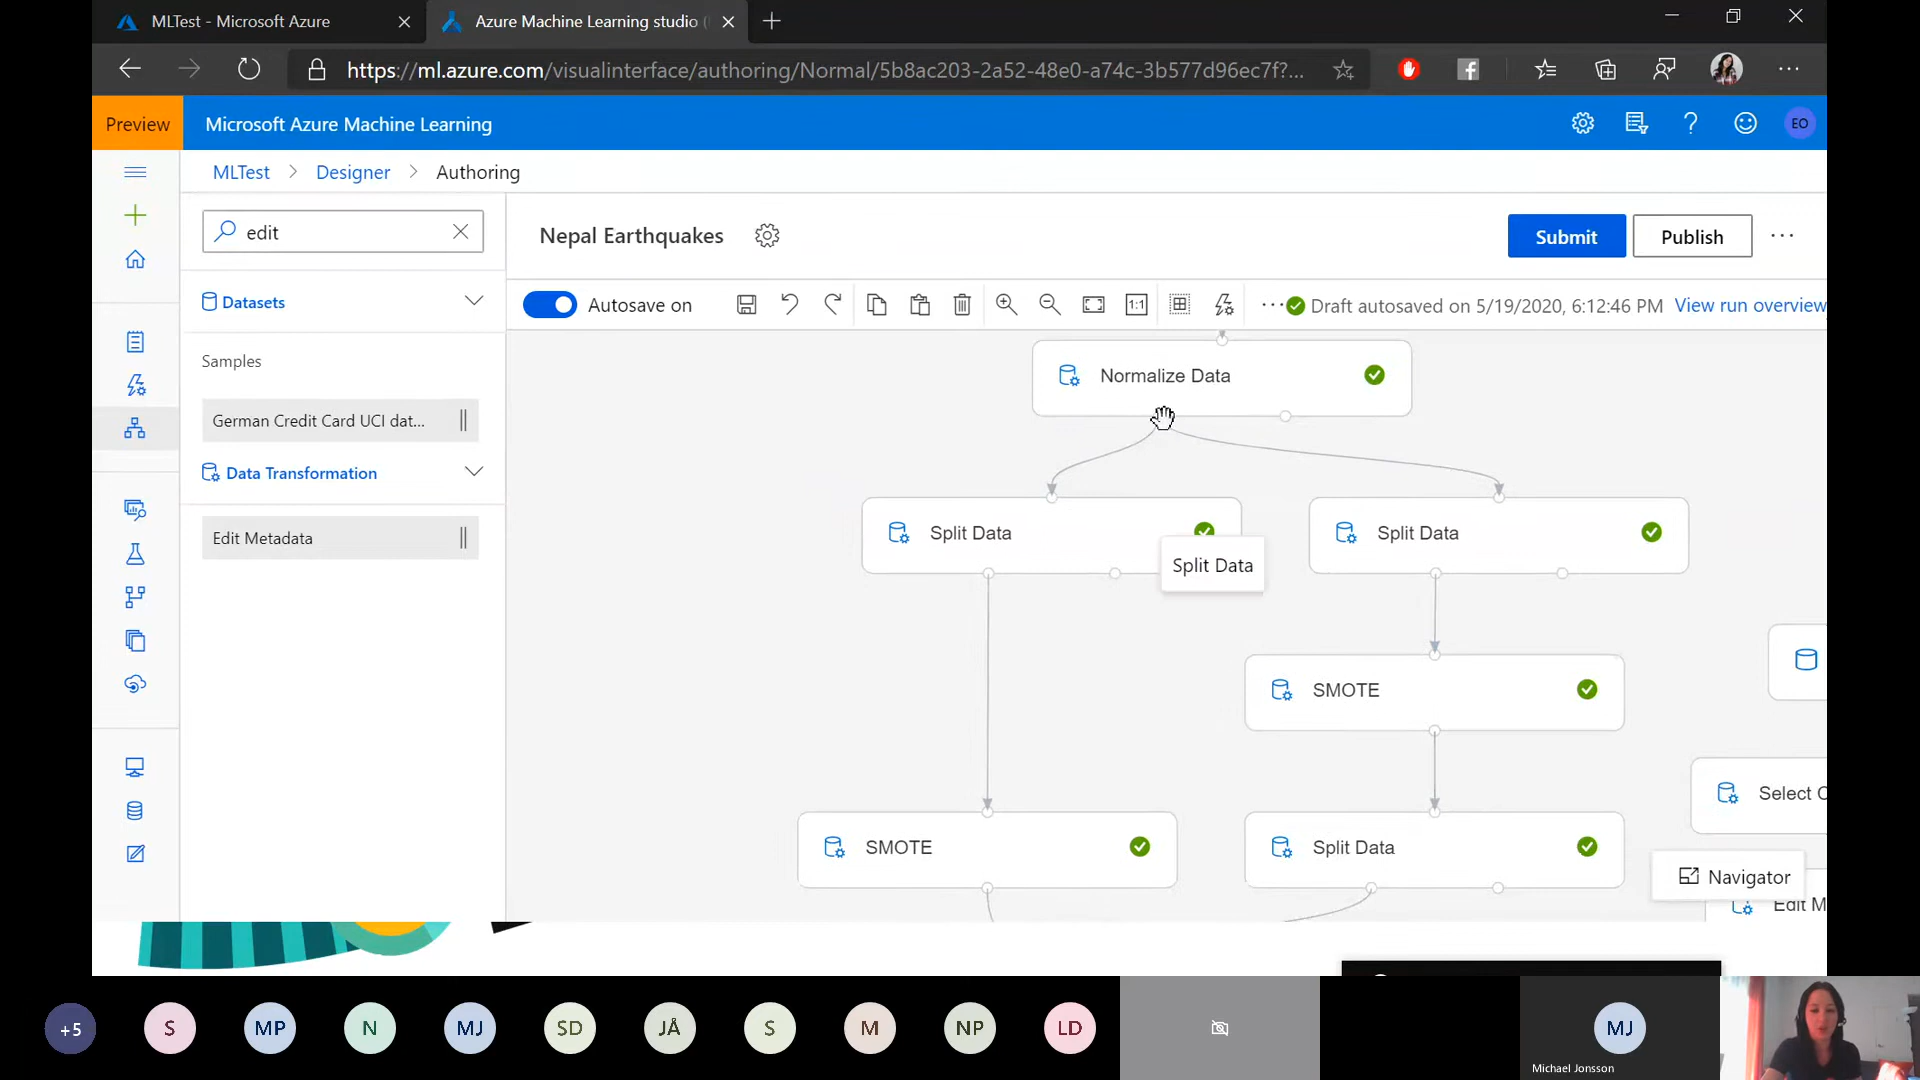 MLTest - Microsoft Azure
Azure Machine Learning studio (
https://ml.azure.com/visualinterface/authoring/Normal/5b8ac203-2a52-48e0-a74c-3b577d96ec7f?...
Preview
Microsoft Azure Machine Learning
EO
MLTest > Designer > Authoring
edit
Nepal Earthquakes
Submit
Publish
Datasets
Autosave on
1:1
Draft autosaved on 5/19/2020, 6:12:46 PM
View run overview
Samples
German Credit Card UCI dat...
Data Transformation
Edit Metadata
Normalize Data
Split Data
Split Data
Split Data
SMOTE
Select C
SMOTE
Split Data
Navigator
Edit M
+5
S
MP
N
MJ
SD
JÅ
S
M
NP
LD
MJ
Michael Jonsson